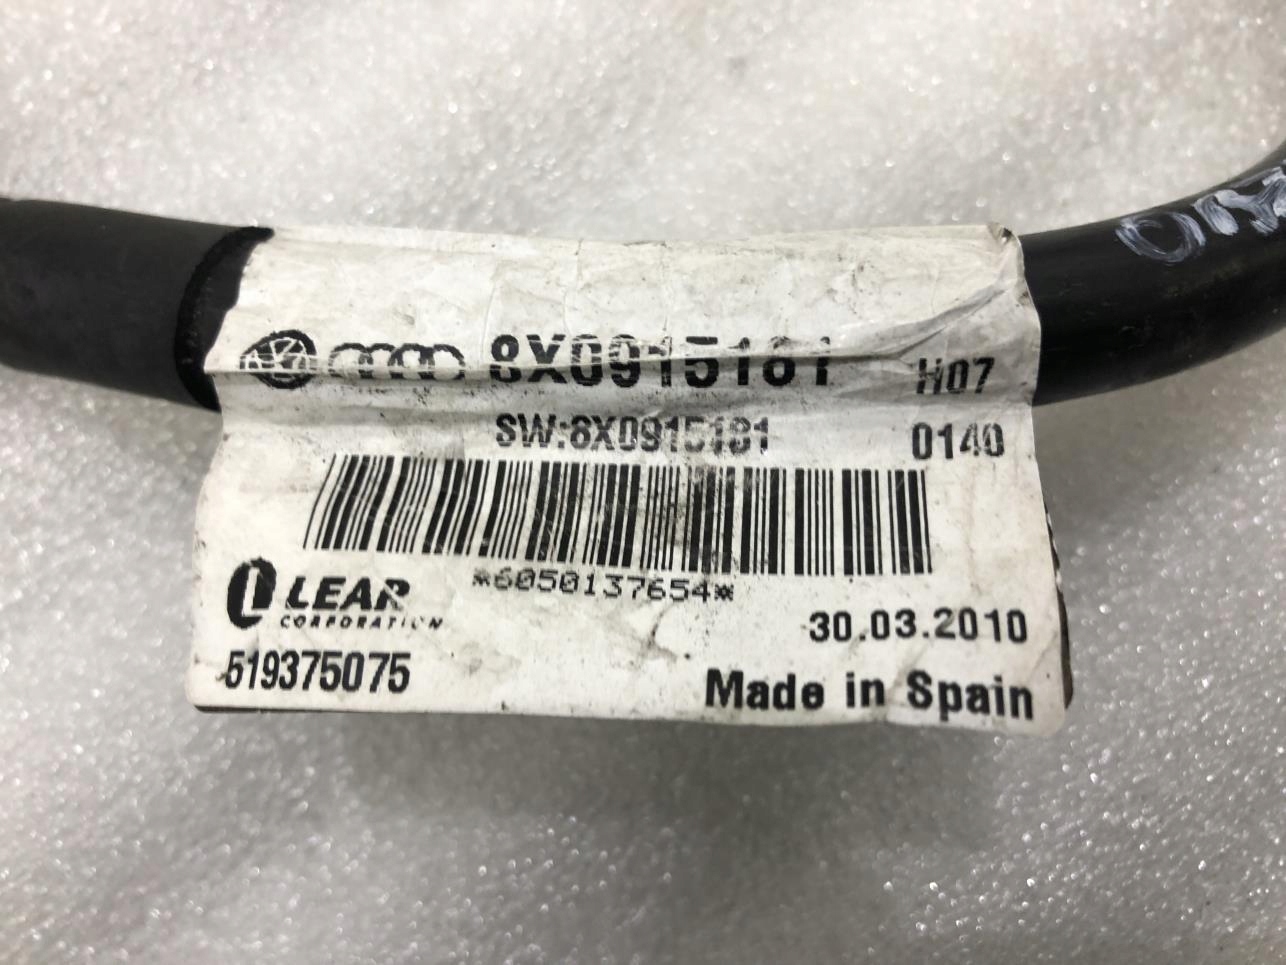 8X0915181 H07
SW:8X0915181 0140
*6050137654*
LEAR
CORPORATION
30.03.2010
519375075
Made in Spain